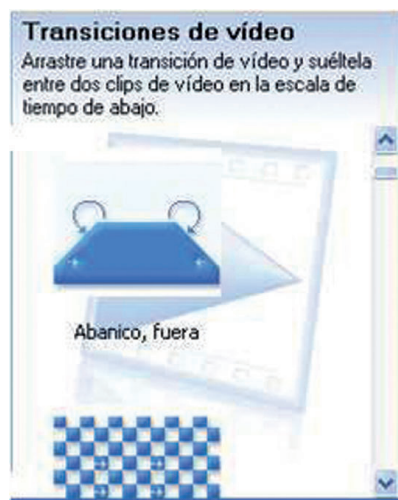 Transiciones de vídeo
Arrastre una transición de vídeo y suéltela
entre dos clips de vídeo en la escala de
tiempo de abajo.
Abanico, fuera